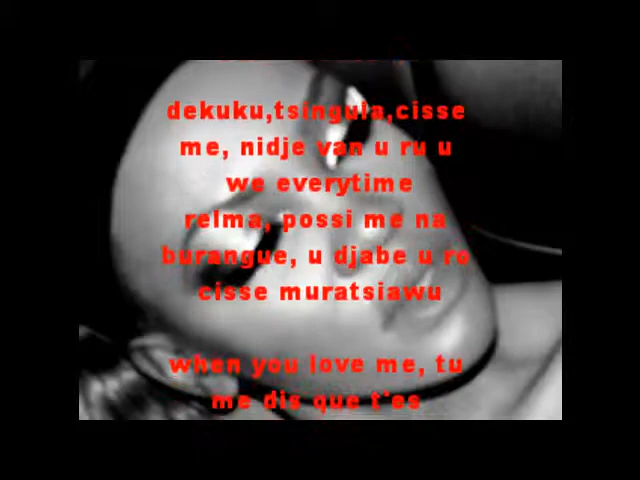 dekuku,tsinguia,cisse
me, nidje van u ru u
we everytime
relma, possi me na
burangue, u djabe u ro
cisse muratsiawu
when you love me, tu
me dis que t'es